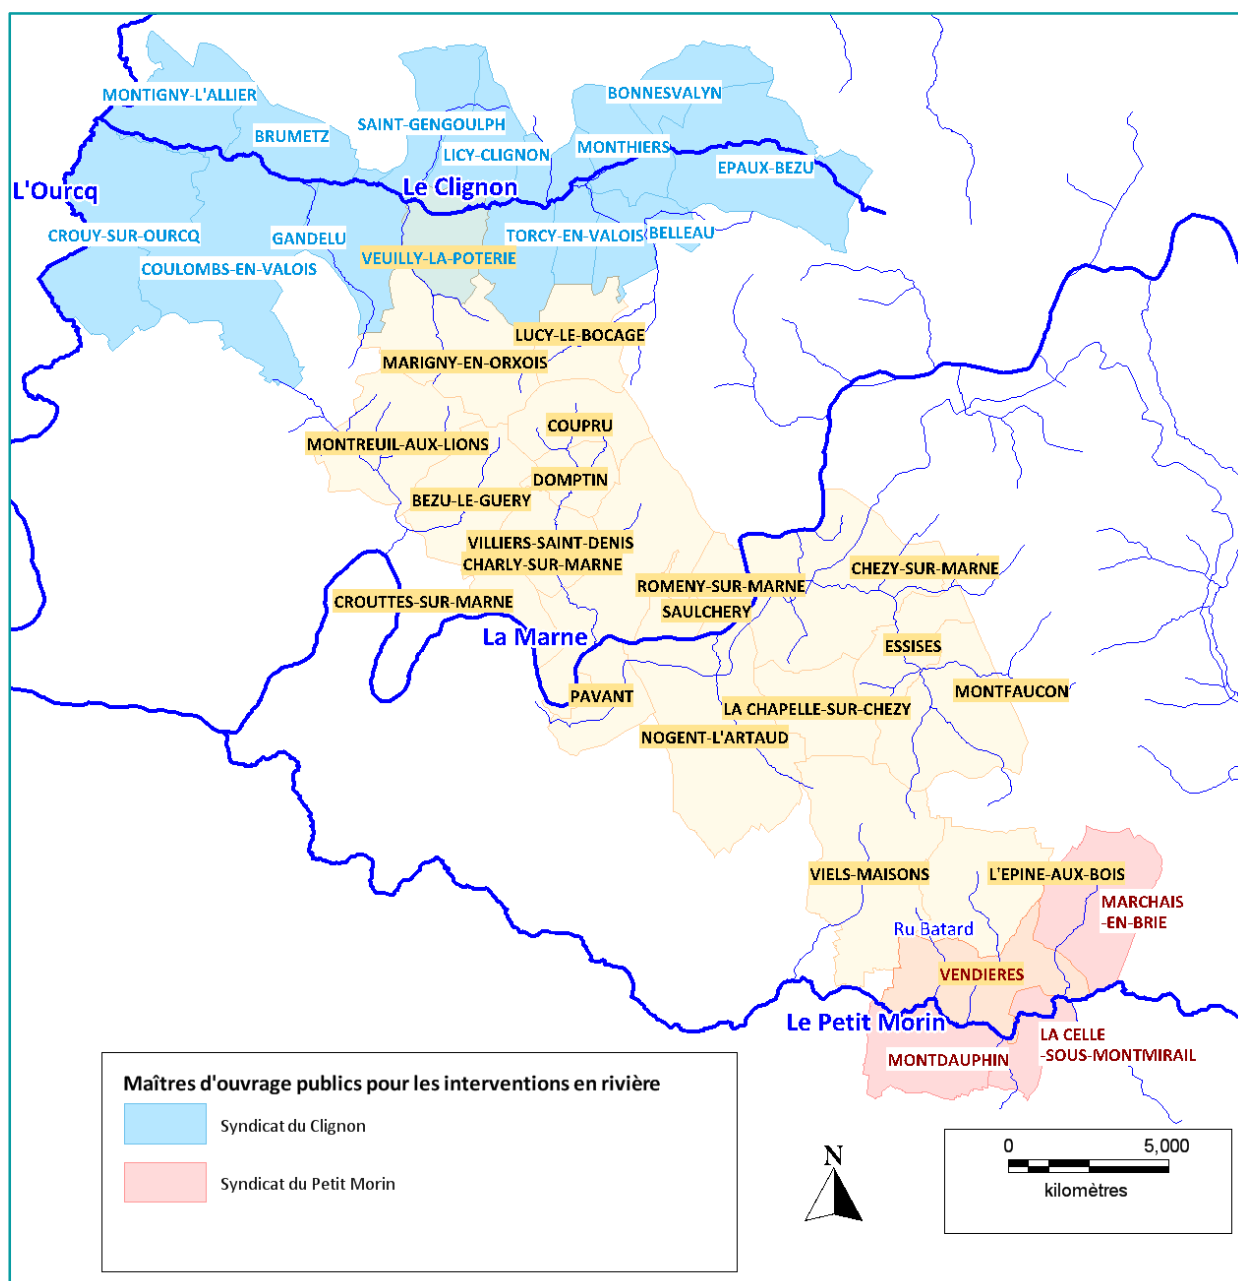 MONTIGNY-L'ALLIER
BONNESVALYN
SAINT-GENGOULPH
BRUMETZ
MONTHIERS
LICY-CLIGNON
EPAUX-BEZU
L'Ourcq
Le Clignon
CROUY-SUR-OURCQ
GANDELU
TORCY-EN-VALOIS
BELLEAU
VEUILLY-LA-POTERIE
COULOMBS-EN-VALOIS
LUCY-LE-BOCAGE
MARIGNY-EN-ORXOIS
COUPRU
MONTREUIL-AUX-LIONS
DOMPTIN
BEZU-LE-GUERY
VILLIERS-SAINT-DENIS
CHARLY-SUR-MARNE
CHEZY-SUR-MARNE
ROMENY-SUR-MARNE
CROUTTES-SUR-MARNE
SAULCHERY
La Marne
ESSISES
PAVANT
MONTFAUCON
LA CHAPELLE-SUR-CHEZY
NOGENT-L'ARTAUD
VIELS-MAISONS
L'EPINE-AUX-BOIS
MARCHAIS
-EN-BRIE
Ru Batard
VENDIERES
Le Petit Morin
LA CELLE
-SOUS-MONTMIRAIL
MONTDAUPHIN
Maîtres d'ouvrage publics pour les interventions en rivière
Syndicat du Clignon
Syndicat du Petit Morin
N
0 5,000
kilomètres